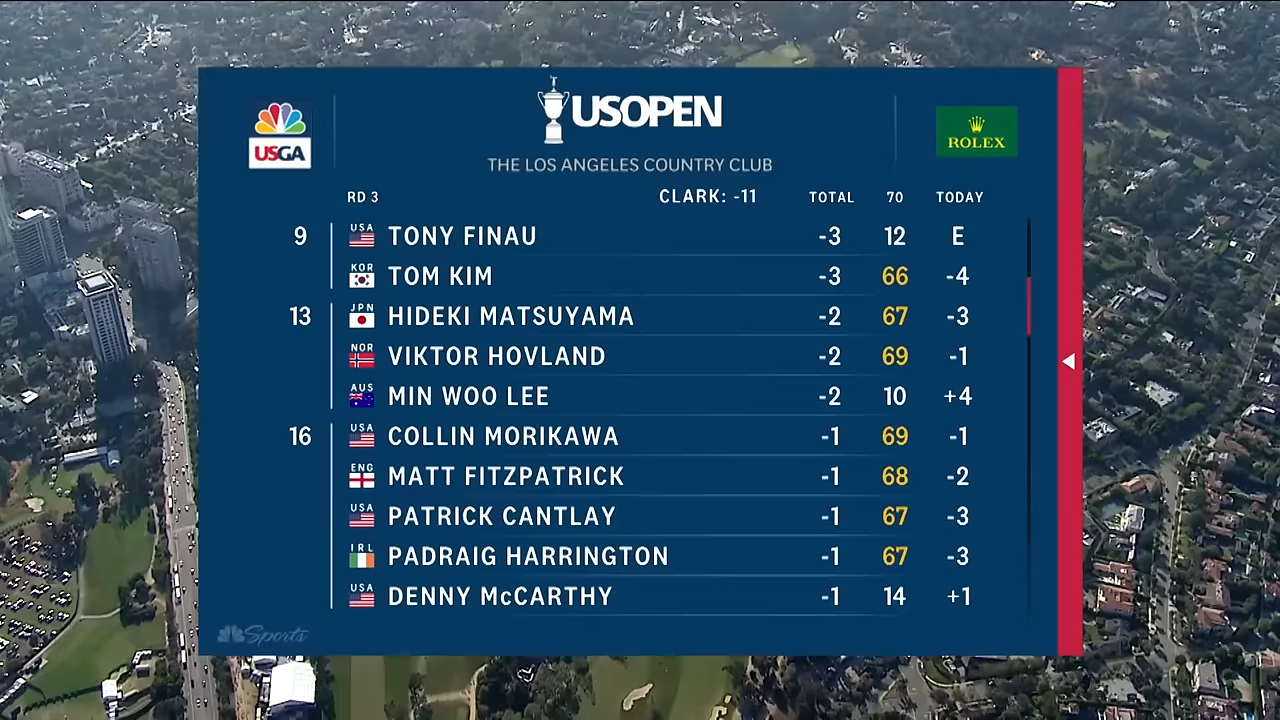 USOPEN
USGA
ROLEX
THE LOS ANGELES COUNTRY CLUB
RD 3 CLARK: -11 TOTAL 70 TODAY
9 USA TONY FINAU -3 12 E
KOR TOM KIM -3 66 -4
13 JPN HIDEKI MATSUYAMA -2 67 -3
NOR VIKTOR HOVLAND -2 69 -1
AUS MIN WOO LEE -2 10 +4
16 USA COLLIN MORIKAWA -1 69 -1
ENG MATT FITZPATRICK -1 68 -2
USA PATRICK CANTLAY -1 67 -3
IRL PADRAIG HARRINGTON -1 67 -3
USA DENNY McCARTHY -1 14 +1
Sports